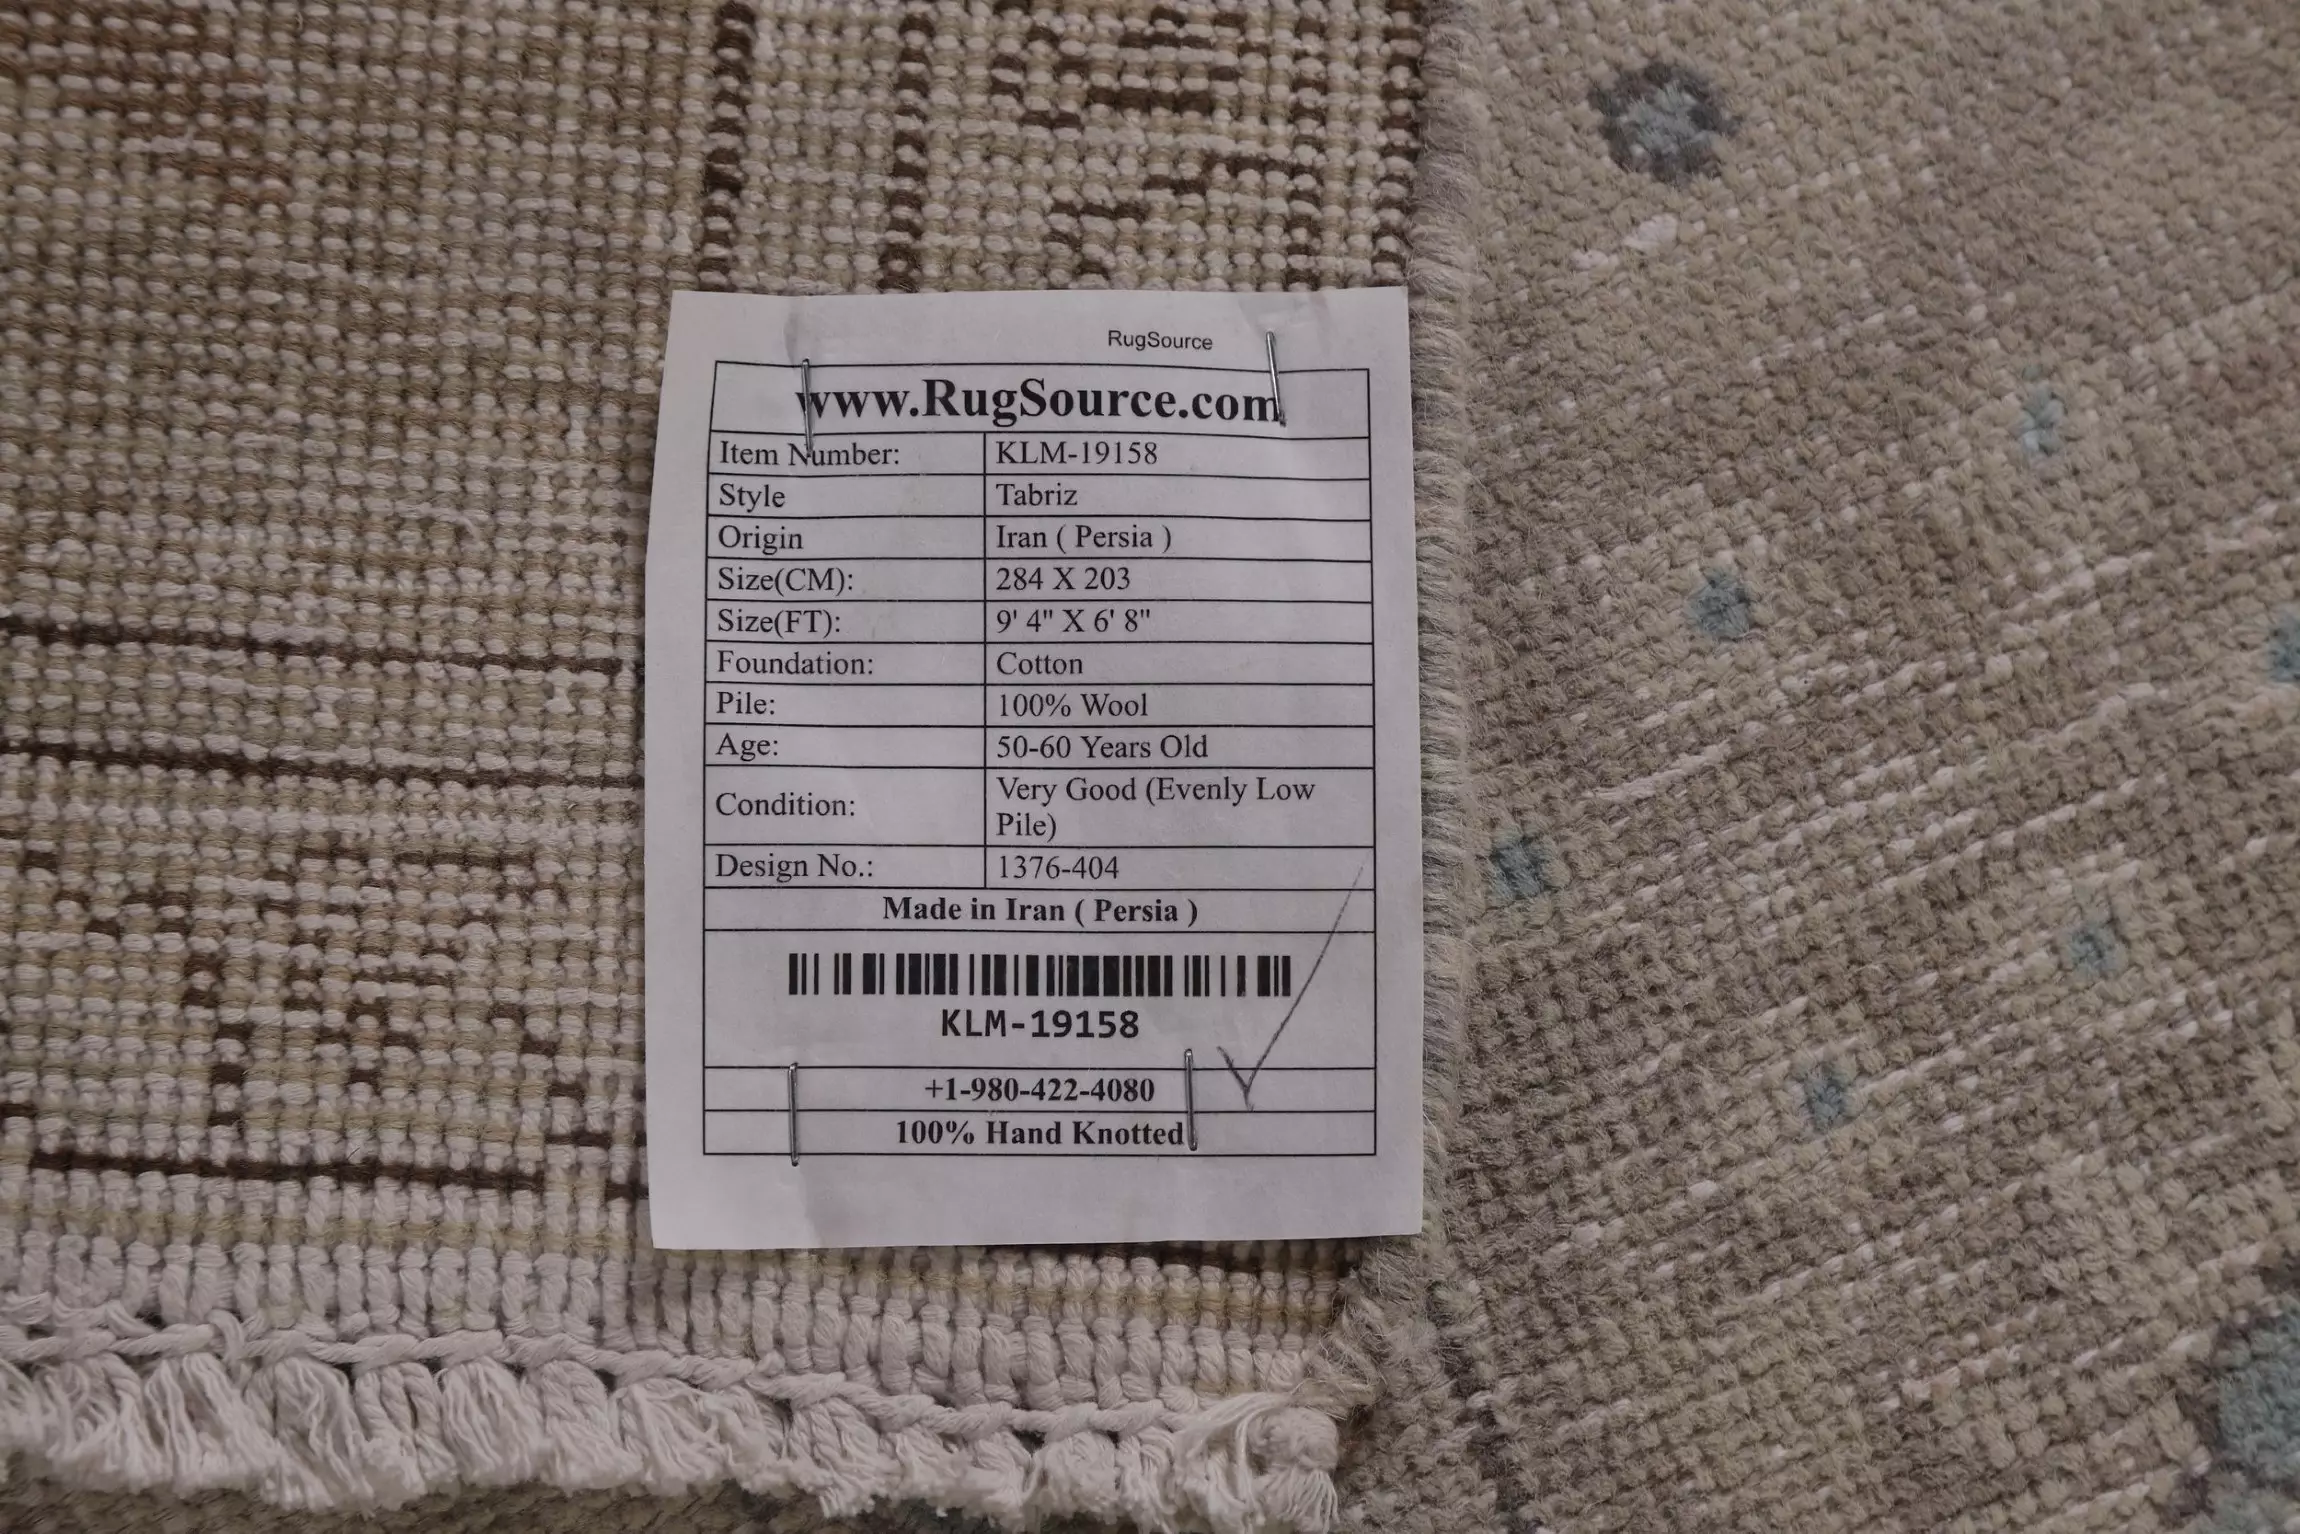 RugSource
www.RugSource.com
Item Number: KLM-19158
Style Tabriz
Origin Iran ( Persia )
Size(CM): 284 X 203
Size(FT): 9' 4" X 6' 8"
Foundation: Cotton
Pile: 100% Wool
Age: 50-60 Years Old
Condition: Very Good (Evenly Low
Pile)
Design No.: 1376-404
Made in Iran ( Persia )
KLM-19158
+1-980-422-4080
100% Hand Knotted